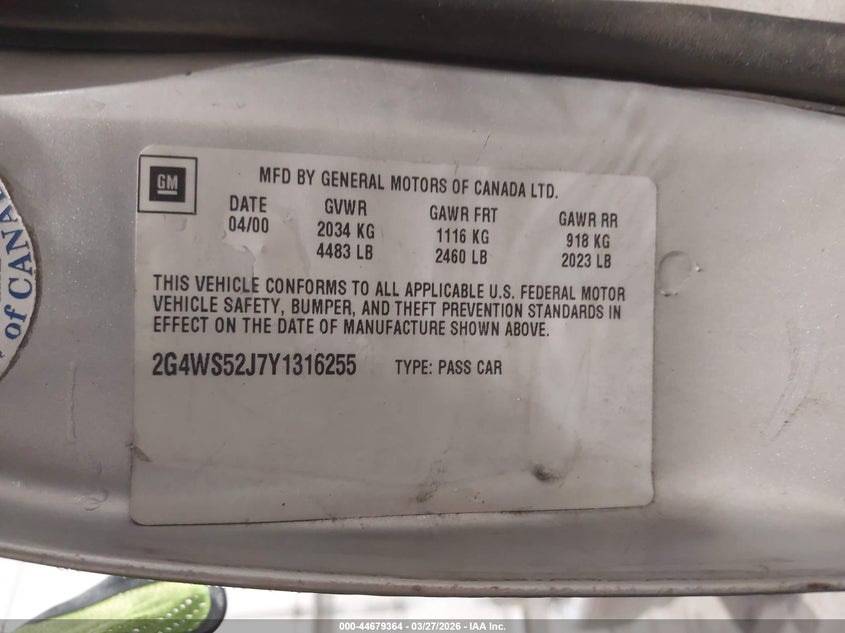 GM
MFD BY GENERAL MOTORS OF CANADA LTD.
DATE GVWR GAWR FRT GAWR RR
04/00 2034 KG 1116 KG 918 KG
4483 LB 2460 LB 2023 LB
THIS VEHICLE CONFORMS TO ALL APPLICABLE U.S. FEDERAL MOTOR
VEHICLE SAFETY, BUMPER, AND THEFT PREVENTION STANDARDS IN
EFFECT ON THE DATE OF MANUFACTURE SHOWN ABOVE.
2G4WS52J7Y1316255 TYPE: PASS CAR
of CANA
000-44679364 | 03/27/2026 | IAA Inc.